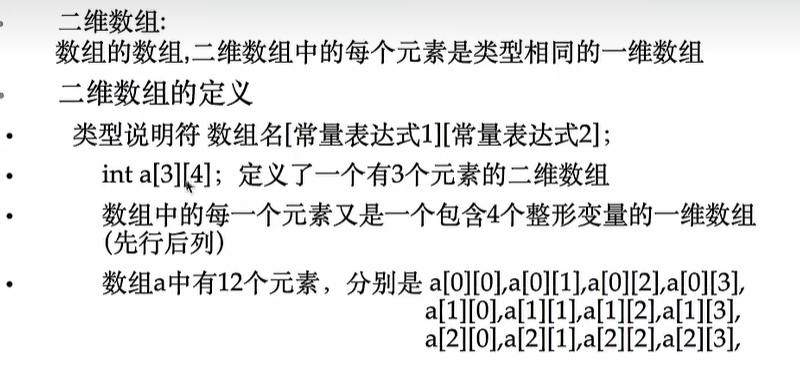 二维数组:
数组的数组,二维数组中的每个元素是类型相同的一维数组
二维数组的定义
类型说明符 数组名[常量表达式1][常量表达式2]；
int a[3][4]；定义了一个有3个元素的二维数组
数组中的每一个元素又是一个包含4个整形变量的一维数组
(先行后列)
数组a中有12个元素，分别是 a[0][0],a[0][1],a[0][2],a[0][3],
a[1][0],a[1][1],a[1][2],a[1][3],
a[2][0],a[2][1],a[2][2],a[2][3],